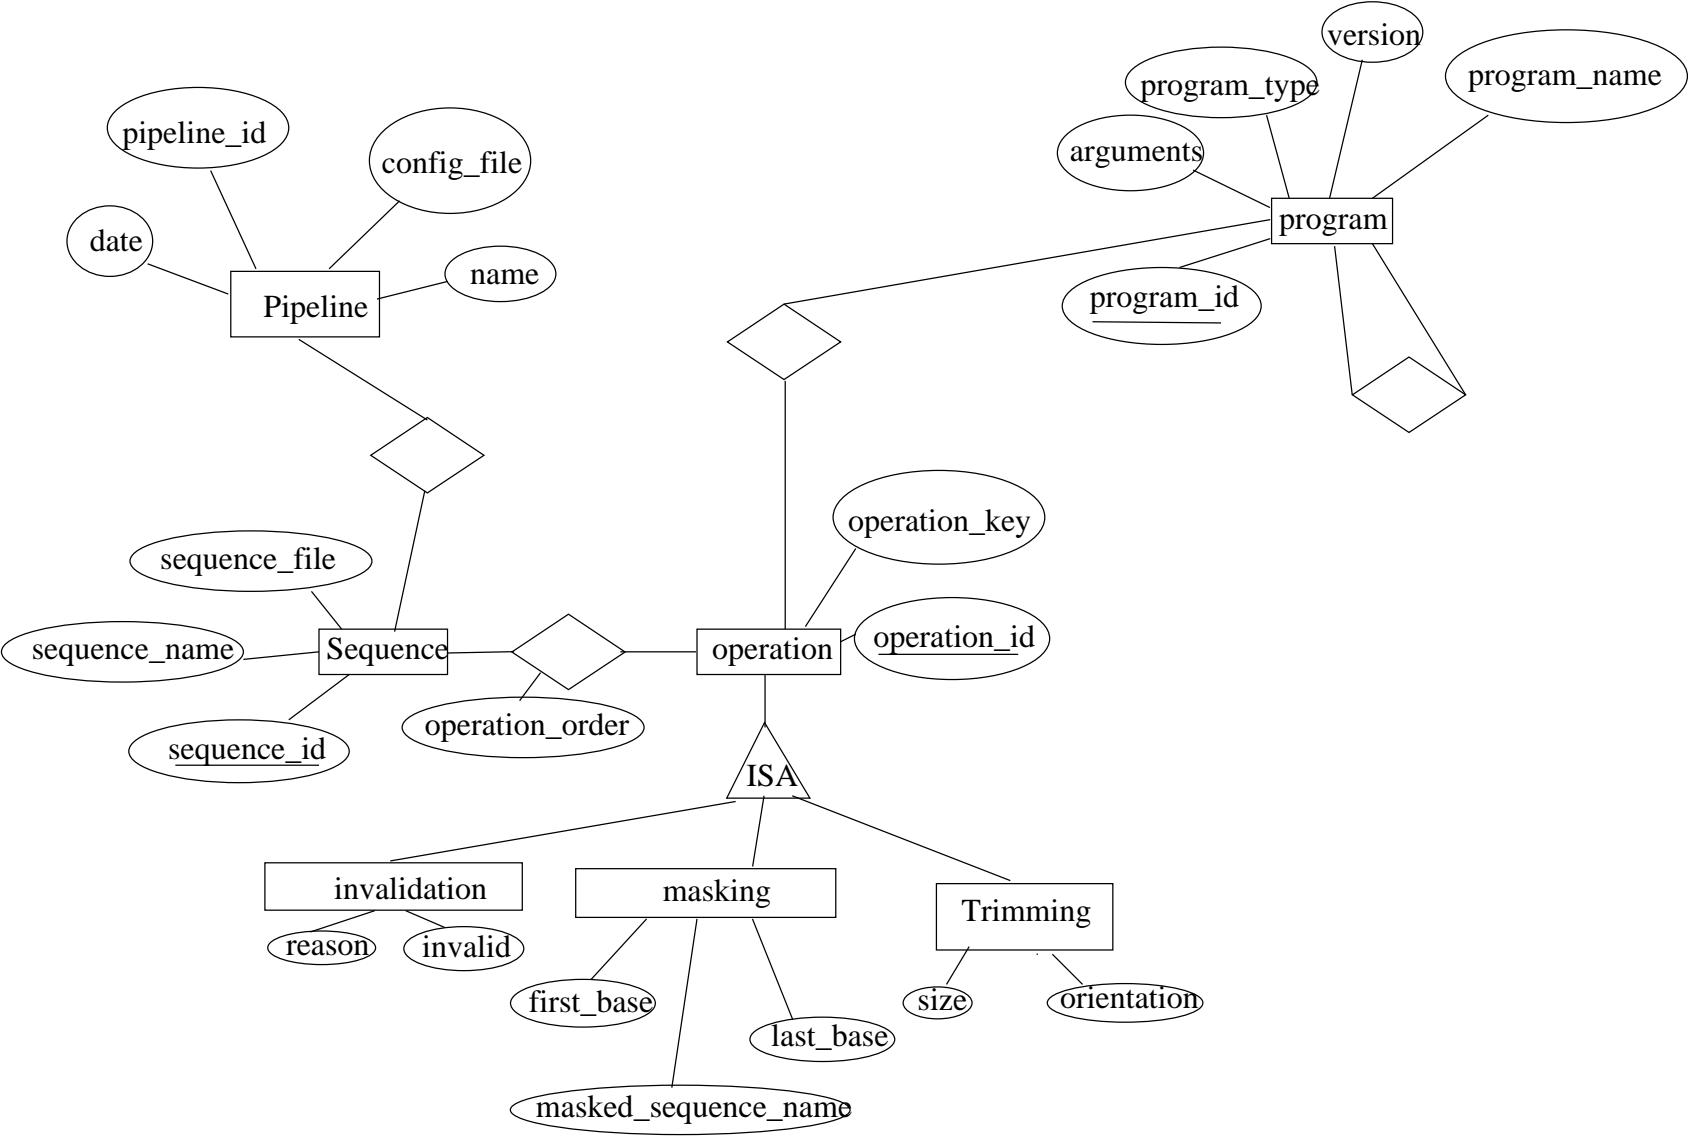 version
program_type
program_name
pipeline_id
config_file
arguments
program
date
name
program_id
Pipeline
operation_key
sequence_file
operation_id
sequence_name
Sequence
operation
operation_order
sequence_id
ISA
invalidation
masking
Trimming
reason
invalid
first_base
size
orientation
last_base
masked_sequence_name